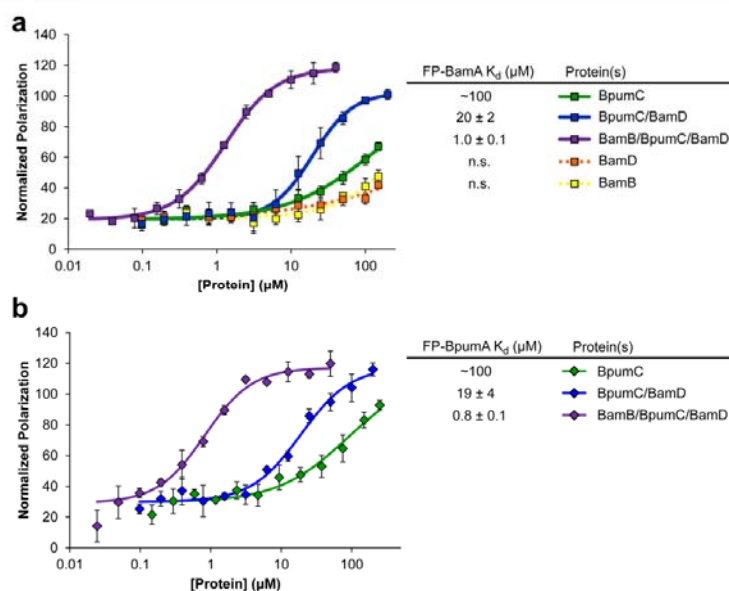 a
FP-BamA Kd (μM) Protein(s)
~100 BpumC
20 ± 2 BpumC/BamD
1.0 ± 0.1 BamB/BpumC/BamD
n.s. BamD
n.s. BamB
Normalized Polarization
140
120
100
80
60
40
20
0
0.01 0.1 1 10 100
[Protein] (μM)
b
FP-BpumA Kd (μM) Protein(s)
~100 BpumC
19 ± 4 BpumC/BamD
0.8 ± 0.1 BamB/BpumC/BamD
Normalized Polarization
140
120
100
80
60
40
20
0
0.01 0.1 1 10 100
[Protein] (μM)